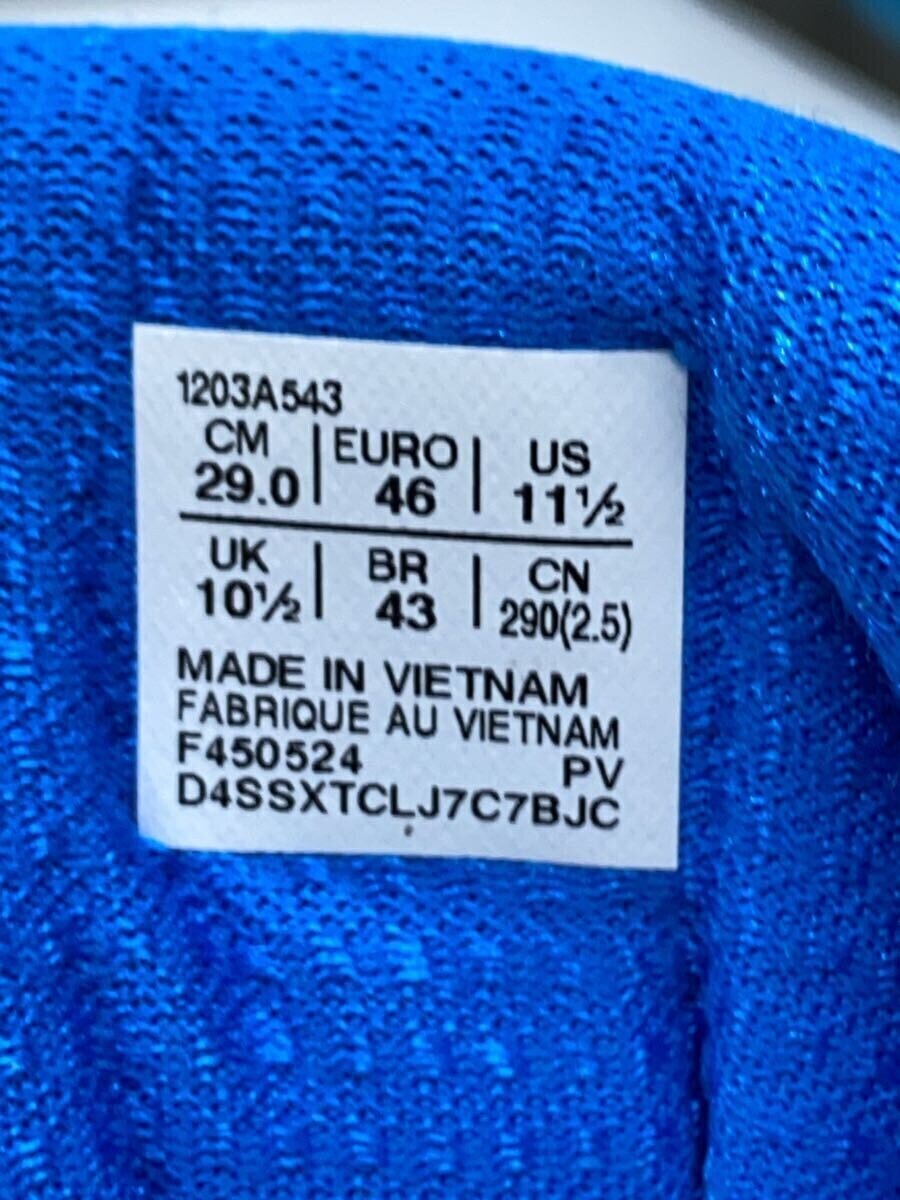 1203A543
CM | EURO | US
29.0 | 46 | 11½
UK | BR | CN
10½ | 43 | 290(2.5)
MADE IN VIETNAM
FABRIQUE AU VIETNAM
F450524 PV
D4SSXTCLJ7C7BJC